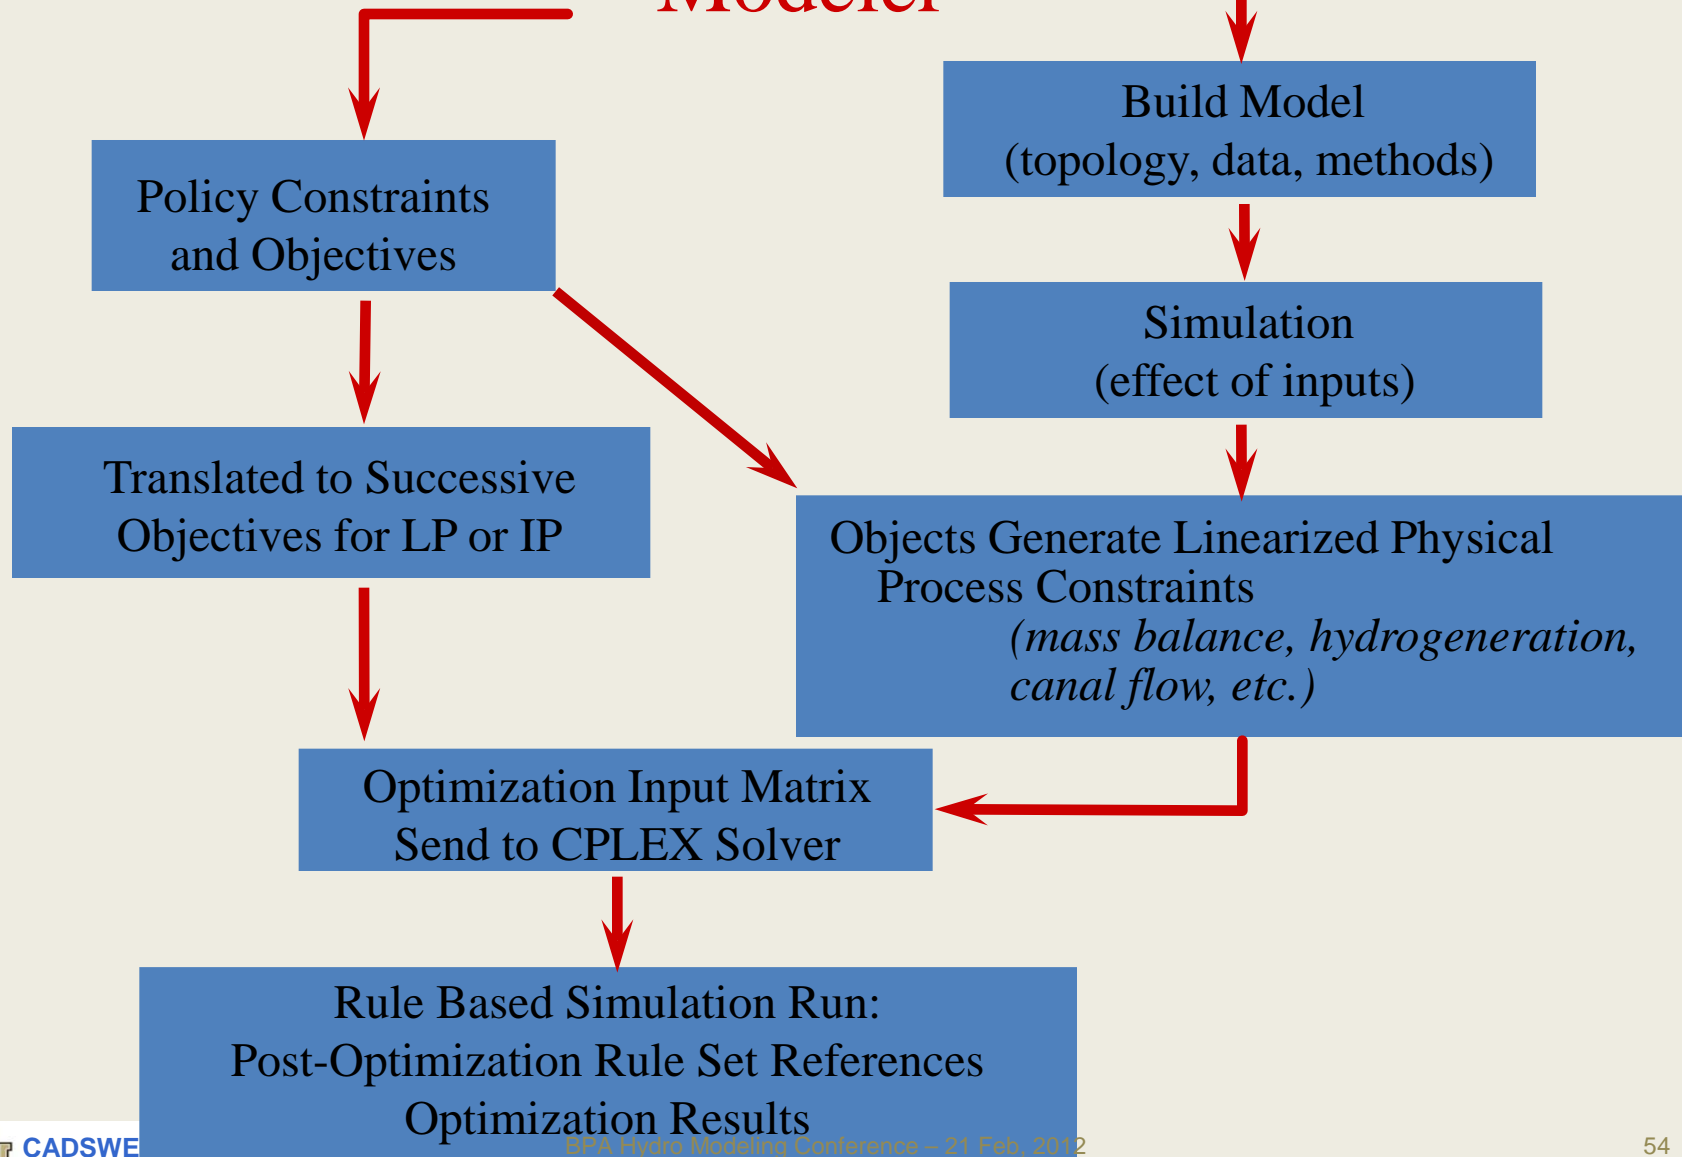 Modeler
Build Model
(topology, data, methods)
Policy Constraints
and Objectives
Simulation
(effect of inputs)
Translated to Successive
Objectives for LP or IP
Objects Generate Linearized Physical
Process Constraints
(mass balance, hydrogeneration,
canal flow, etc.)
Optimization Input Matrix
Send to CPLEX Solver
Rule Based Simulation Run:
Post-Optimization Rule Set References
Optimization Results
CADSWE
BPA Hydro Modeling Conference – 21 Feb, 2012
54